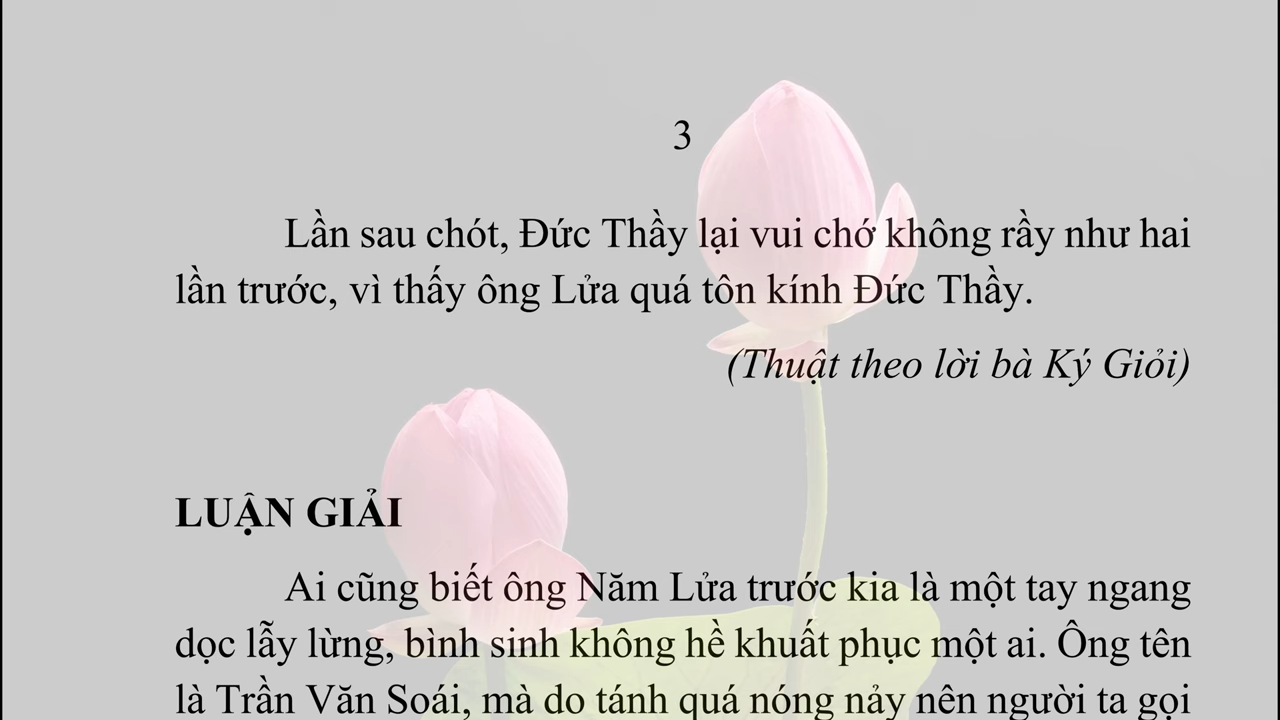 3
Lần sau chót, Đức Thầy lại vui chớ không rầy như hai
lần trước, vì thấy ông Lửa quá tôn kính Đức Thầy.
(Thuật theo lời bà Ký Giỏi)
LUẬN GIẢI
Ai cũng biết ông Năm Lửa trước kia là một tay ngang
dọc lẫy lừng, bình sinh không hề khuất phục một ai. Ông tên
là Trần Văn Soái, mà do tánh quá nóng nảy nên người ta gọi